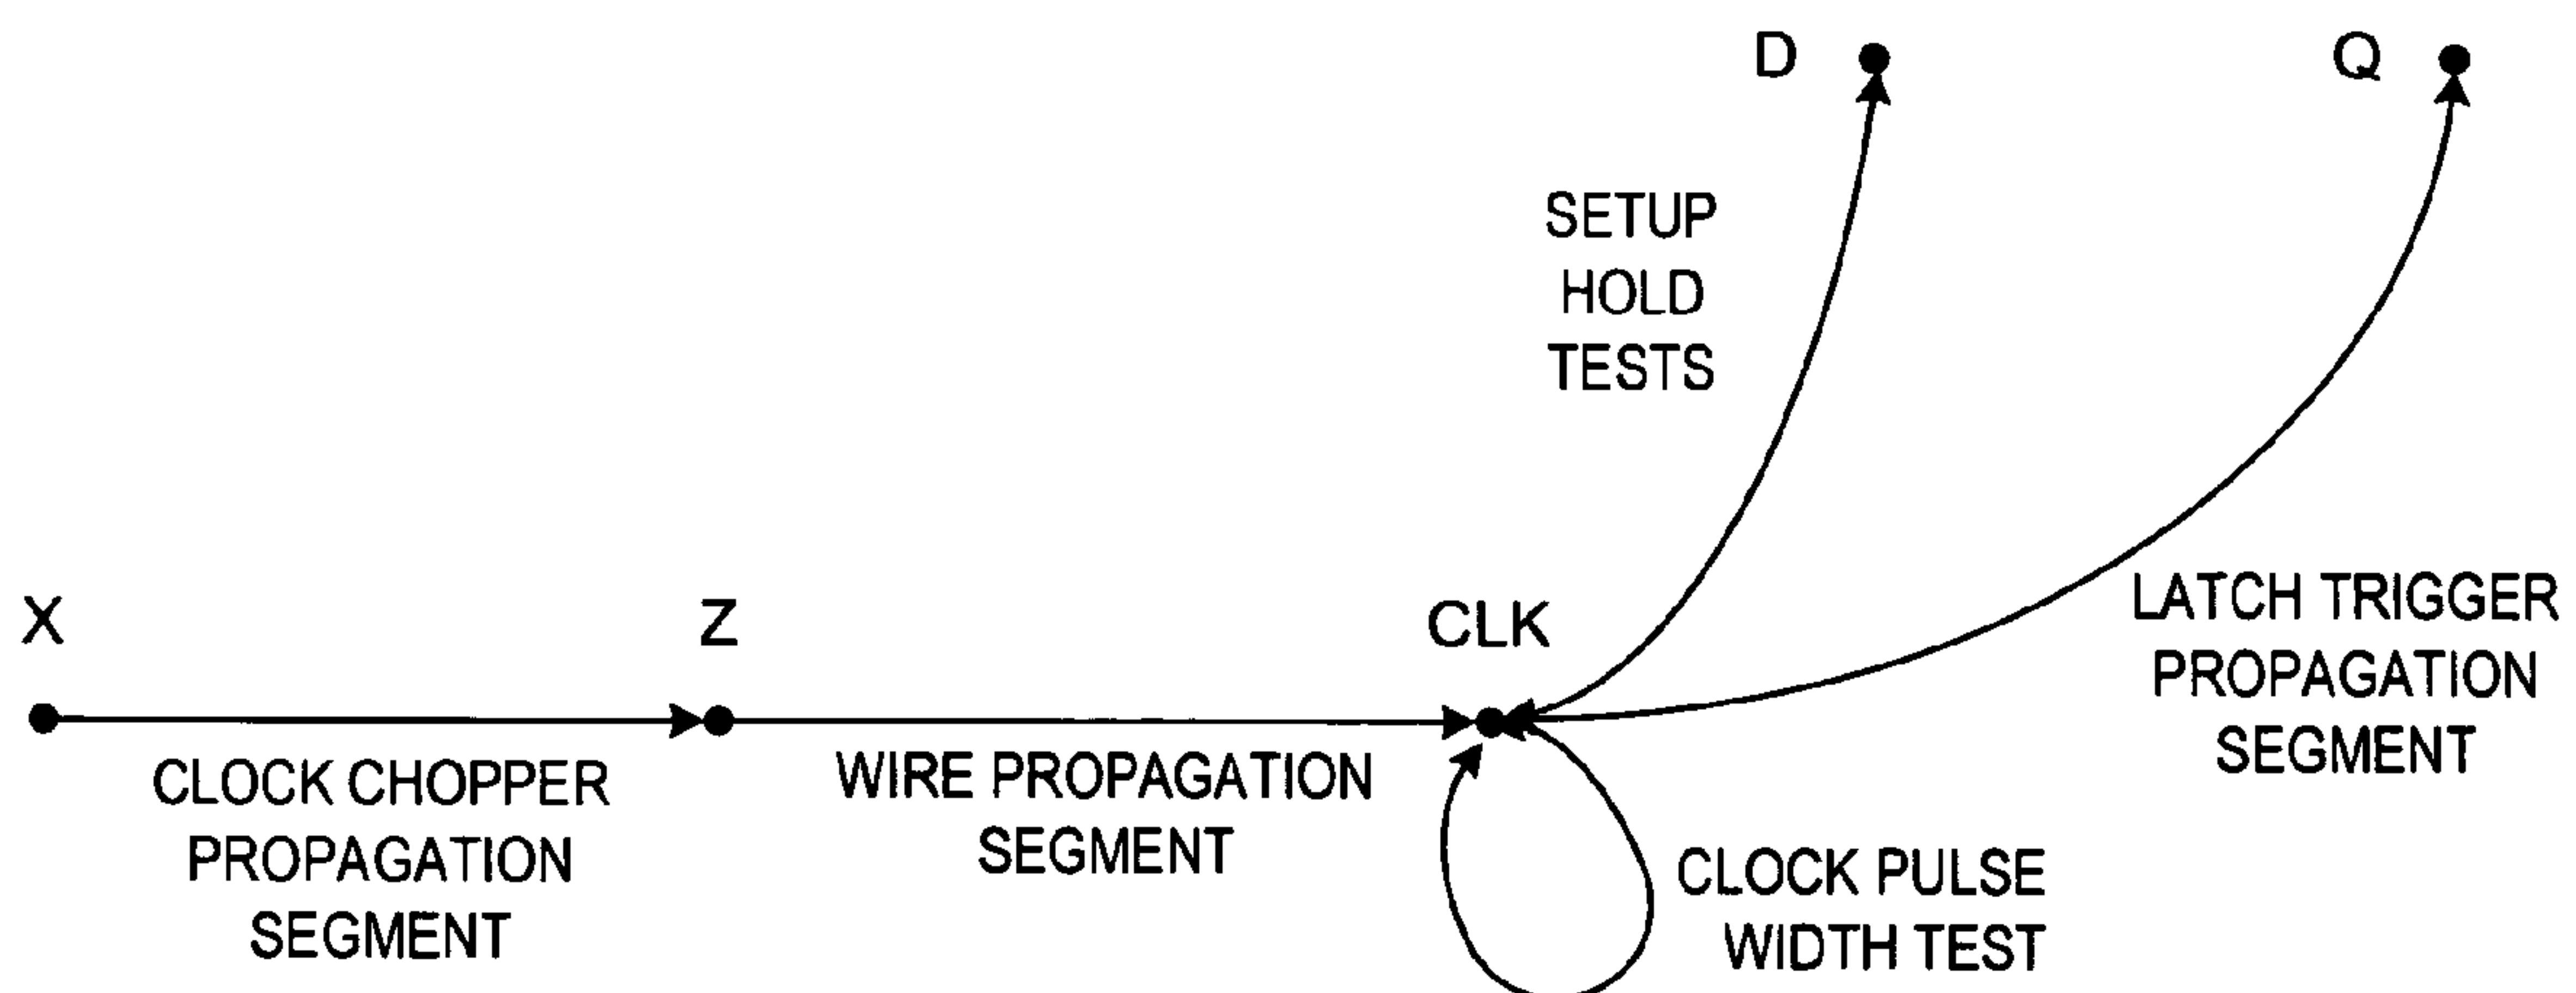 D
Q
SETUP
HOLD
TESTS
X
Z
CLK
LATCH TRIGGER
PROPAGATION
SEGMENT
CLOCK CHOPPER
PROPAGATION
SEGMENT
WIRE PROPAGATION
SEGMENT
CLOCK PULSE
WIDTH TEST